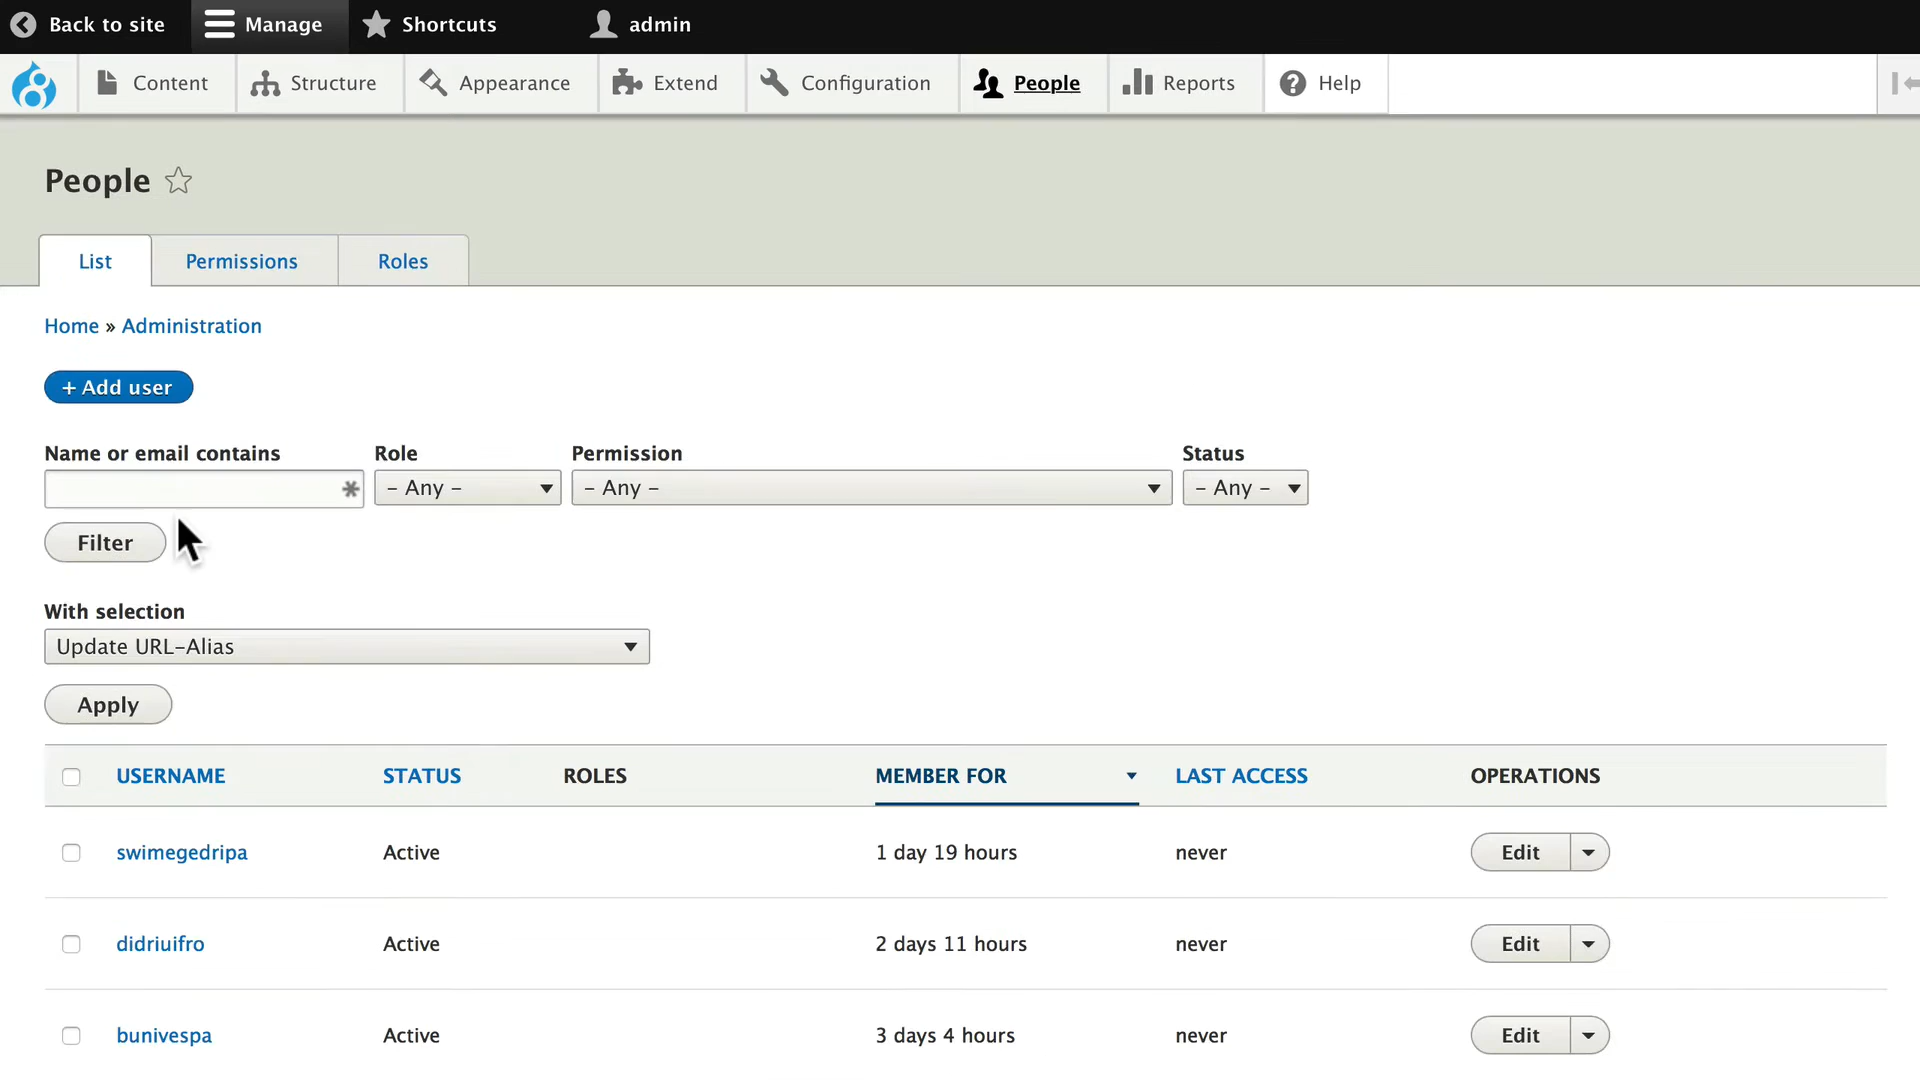 Back to site Manage Shortcuts admin
Content Structure Appearance Extend Configuration People Reports Help
People
List Permissions Roles
Home » Administration
+ Add user
Name or email contains Role Permission Status
- Any - - Any - - Any -
Filter
With selection
Update URL-Alias
Apply
USERNAME STATUS ROLES MEMBER FOR LAST ACCESS OPERATIONS
swimegedripa Active 1 day 19 hours never Edit
didriuifro Active 2 days 11 hours never Edit
bunivespa Active 3 days 4 hours never Edit